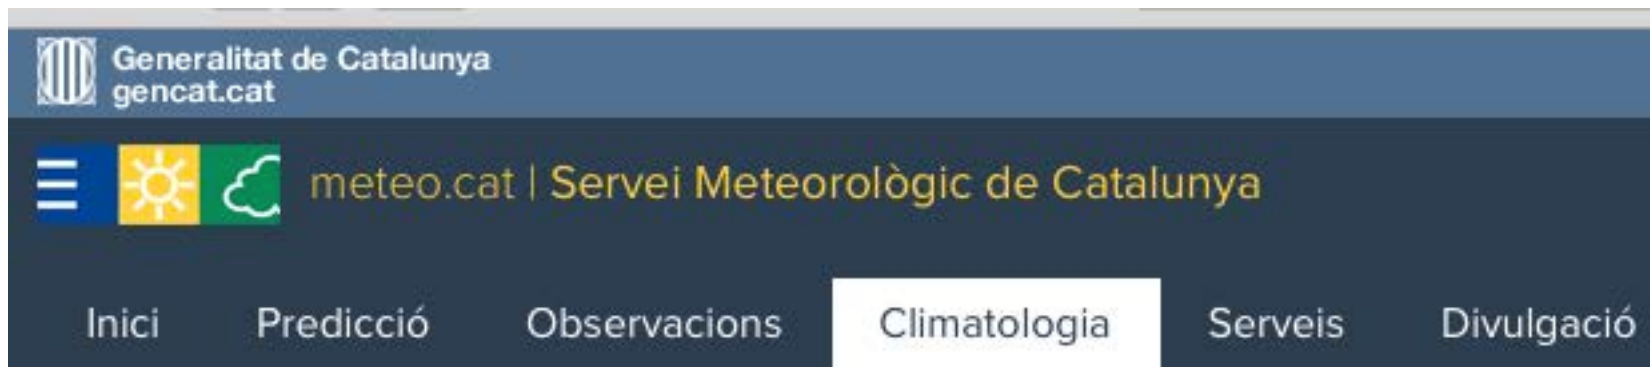 Generalitat de Catalunya
gencat.cat
meteo.cat | Servei Meteorològic de Catalunya
Inici Predicció Observacions Climatologia Serveis Divulgació